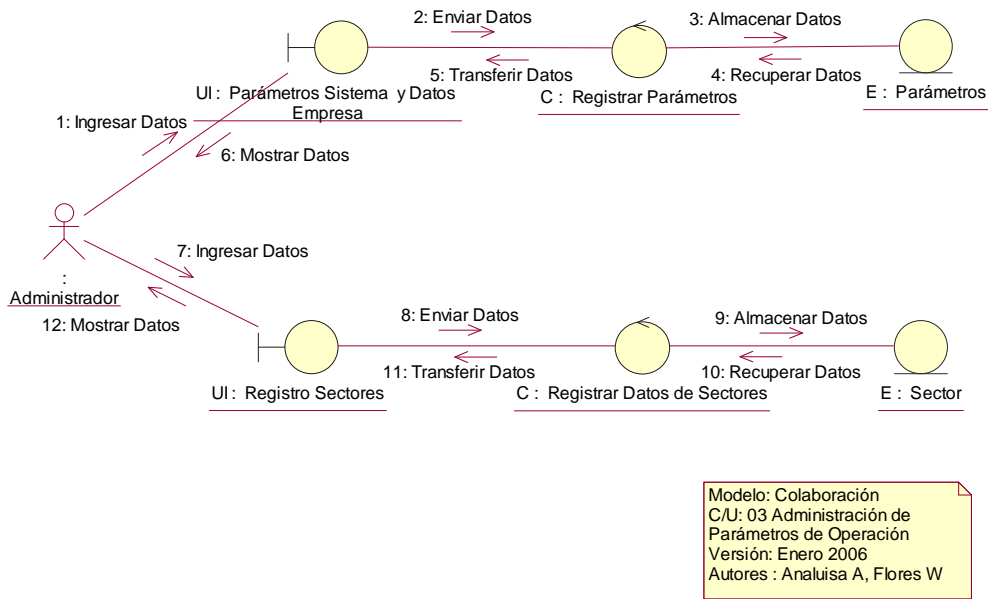 2: Enviar Datos
3: Almacenar Datos
5: Transferir Datos
4: Recuperar Datos
UI : Parámetros Sistema y Datos
Empresa
C : Registrar Parámetros
E : Parámetros
1: Ingresar Datos
6: Mostrar Datos
7: Ingresar Datos
:
Administrador
12: Mostrar Datos
8: Enviar Datos
9: Almacenar Datos
11: Transferir Datos
10: Recuperar Datos
UI : Registro Sectores
C : Registrar Datos de Sectores
E : Sector
Modelo: Colaboración
C/U: 03 Administración de
Parámetros de Operación
Versión: Enero 2006
Autores : Analuisa A, Flores W